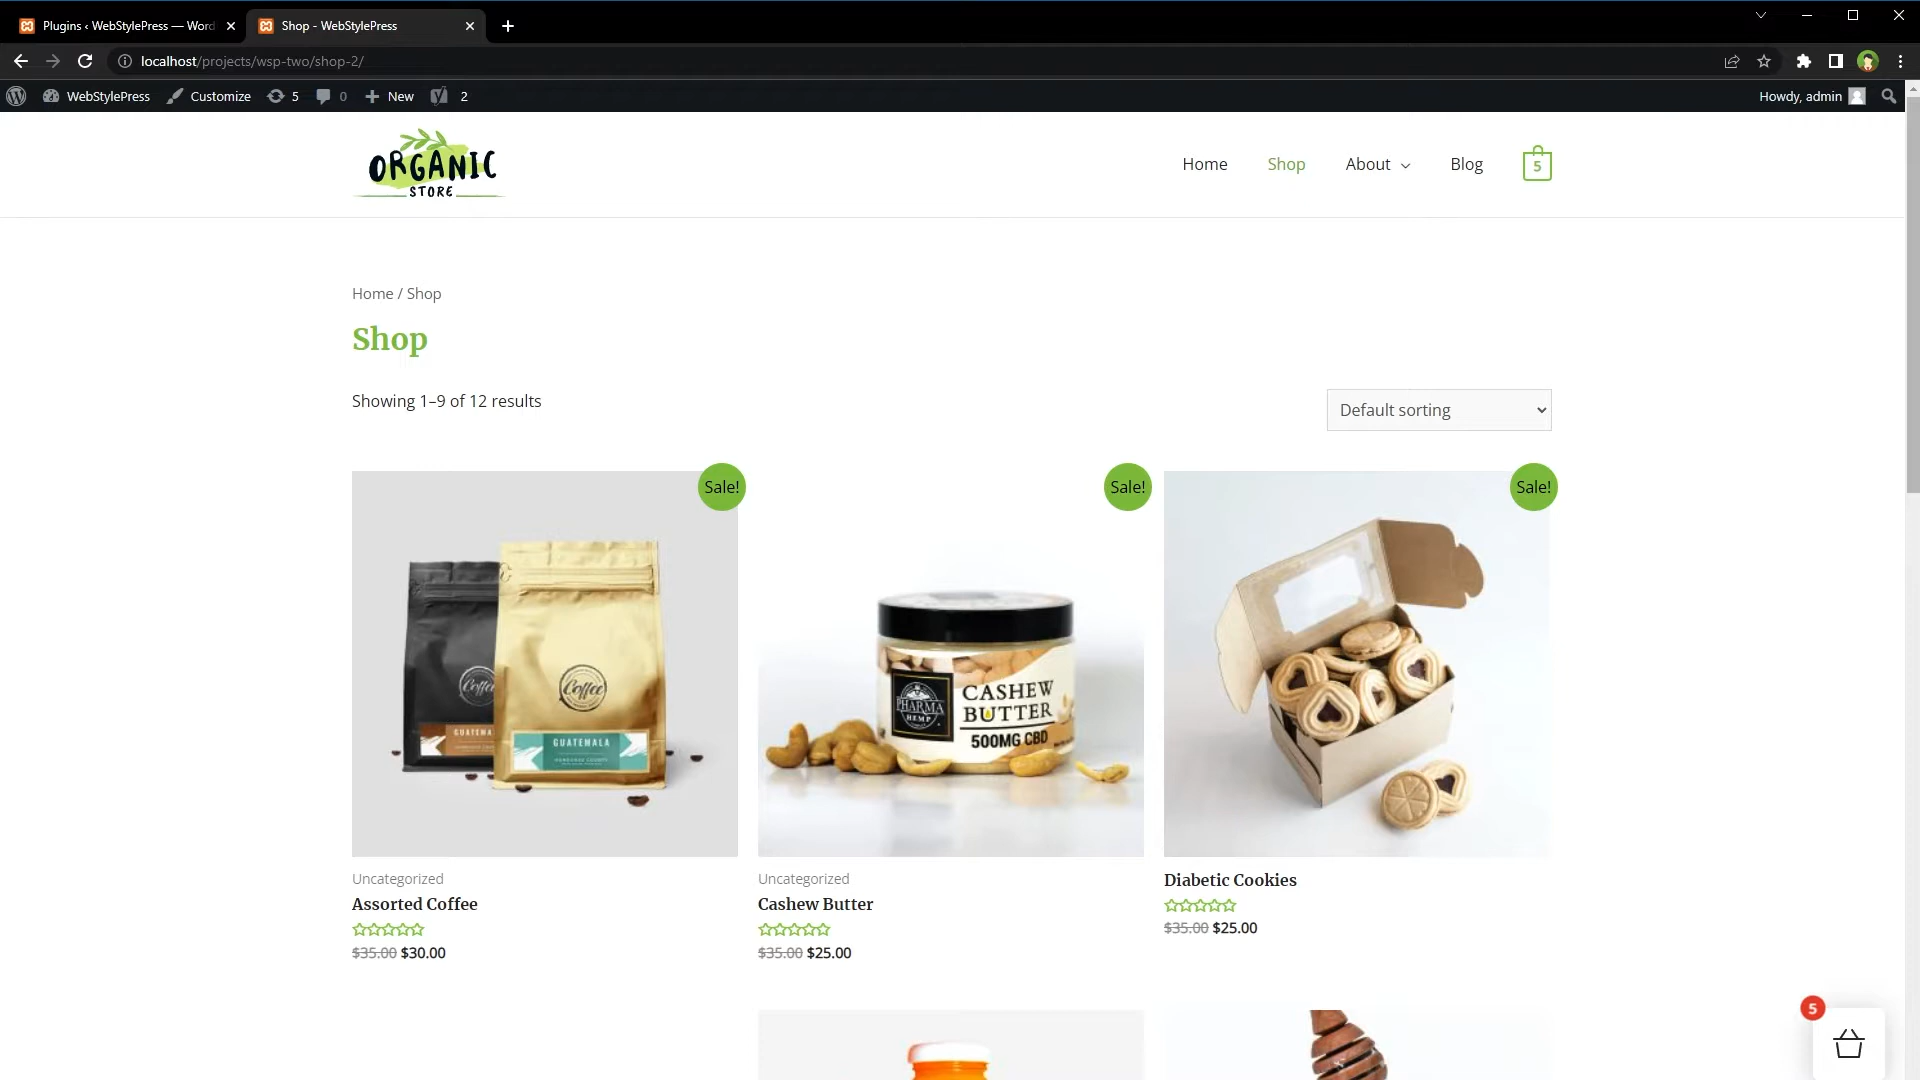 Plugins ‹ WebStylePress — Word
Shop - WebStylePress
localhost/projects/wsp-two/shop-2/
WebStylePress
Customize
5
0
New
2
Howdy, admin
ORGANIC
STORE
Home
Shop
About
Blog
5
Home / Shop
Shop
Showing 1–9 of 12 results
Default sorting
Sale!
Sale!
Sale!
Coffee
Coffee
GUATEMA
GUATEMALA
PHARMA
HEMP
CASHEW
BUTTER
500MG CBD
Uncategorized
Assorted Coffee
$35.00 $30.00
Uncategorized
Cashew Butter
$35.00 $25.00
Diabetic Cookies
$35.00 $25.00
5